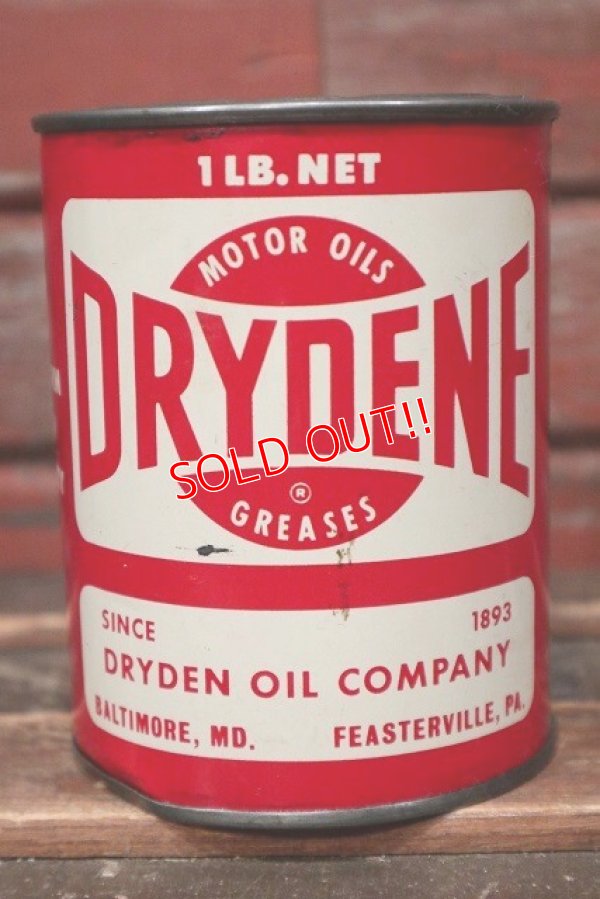 1 LB. NET
MOTOR OILS
DRYDENE
SOLD OUT!!
®
GREASES
SINCE 1893
DRYDEN OIL COMPANY
BALTIMORE, MD. FEASTERVILLE, PA.